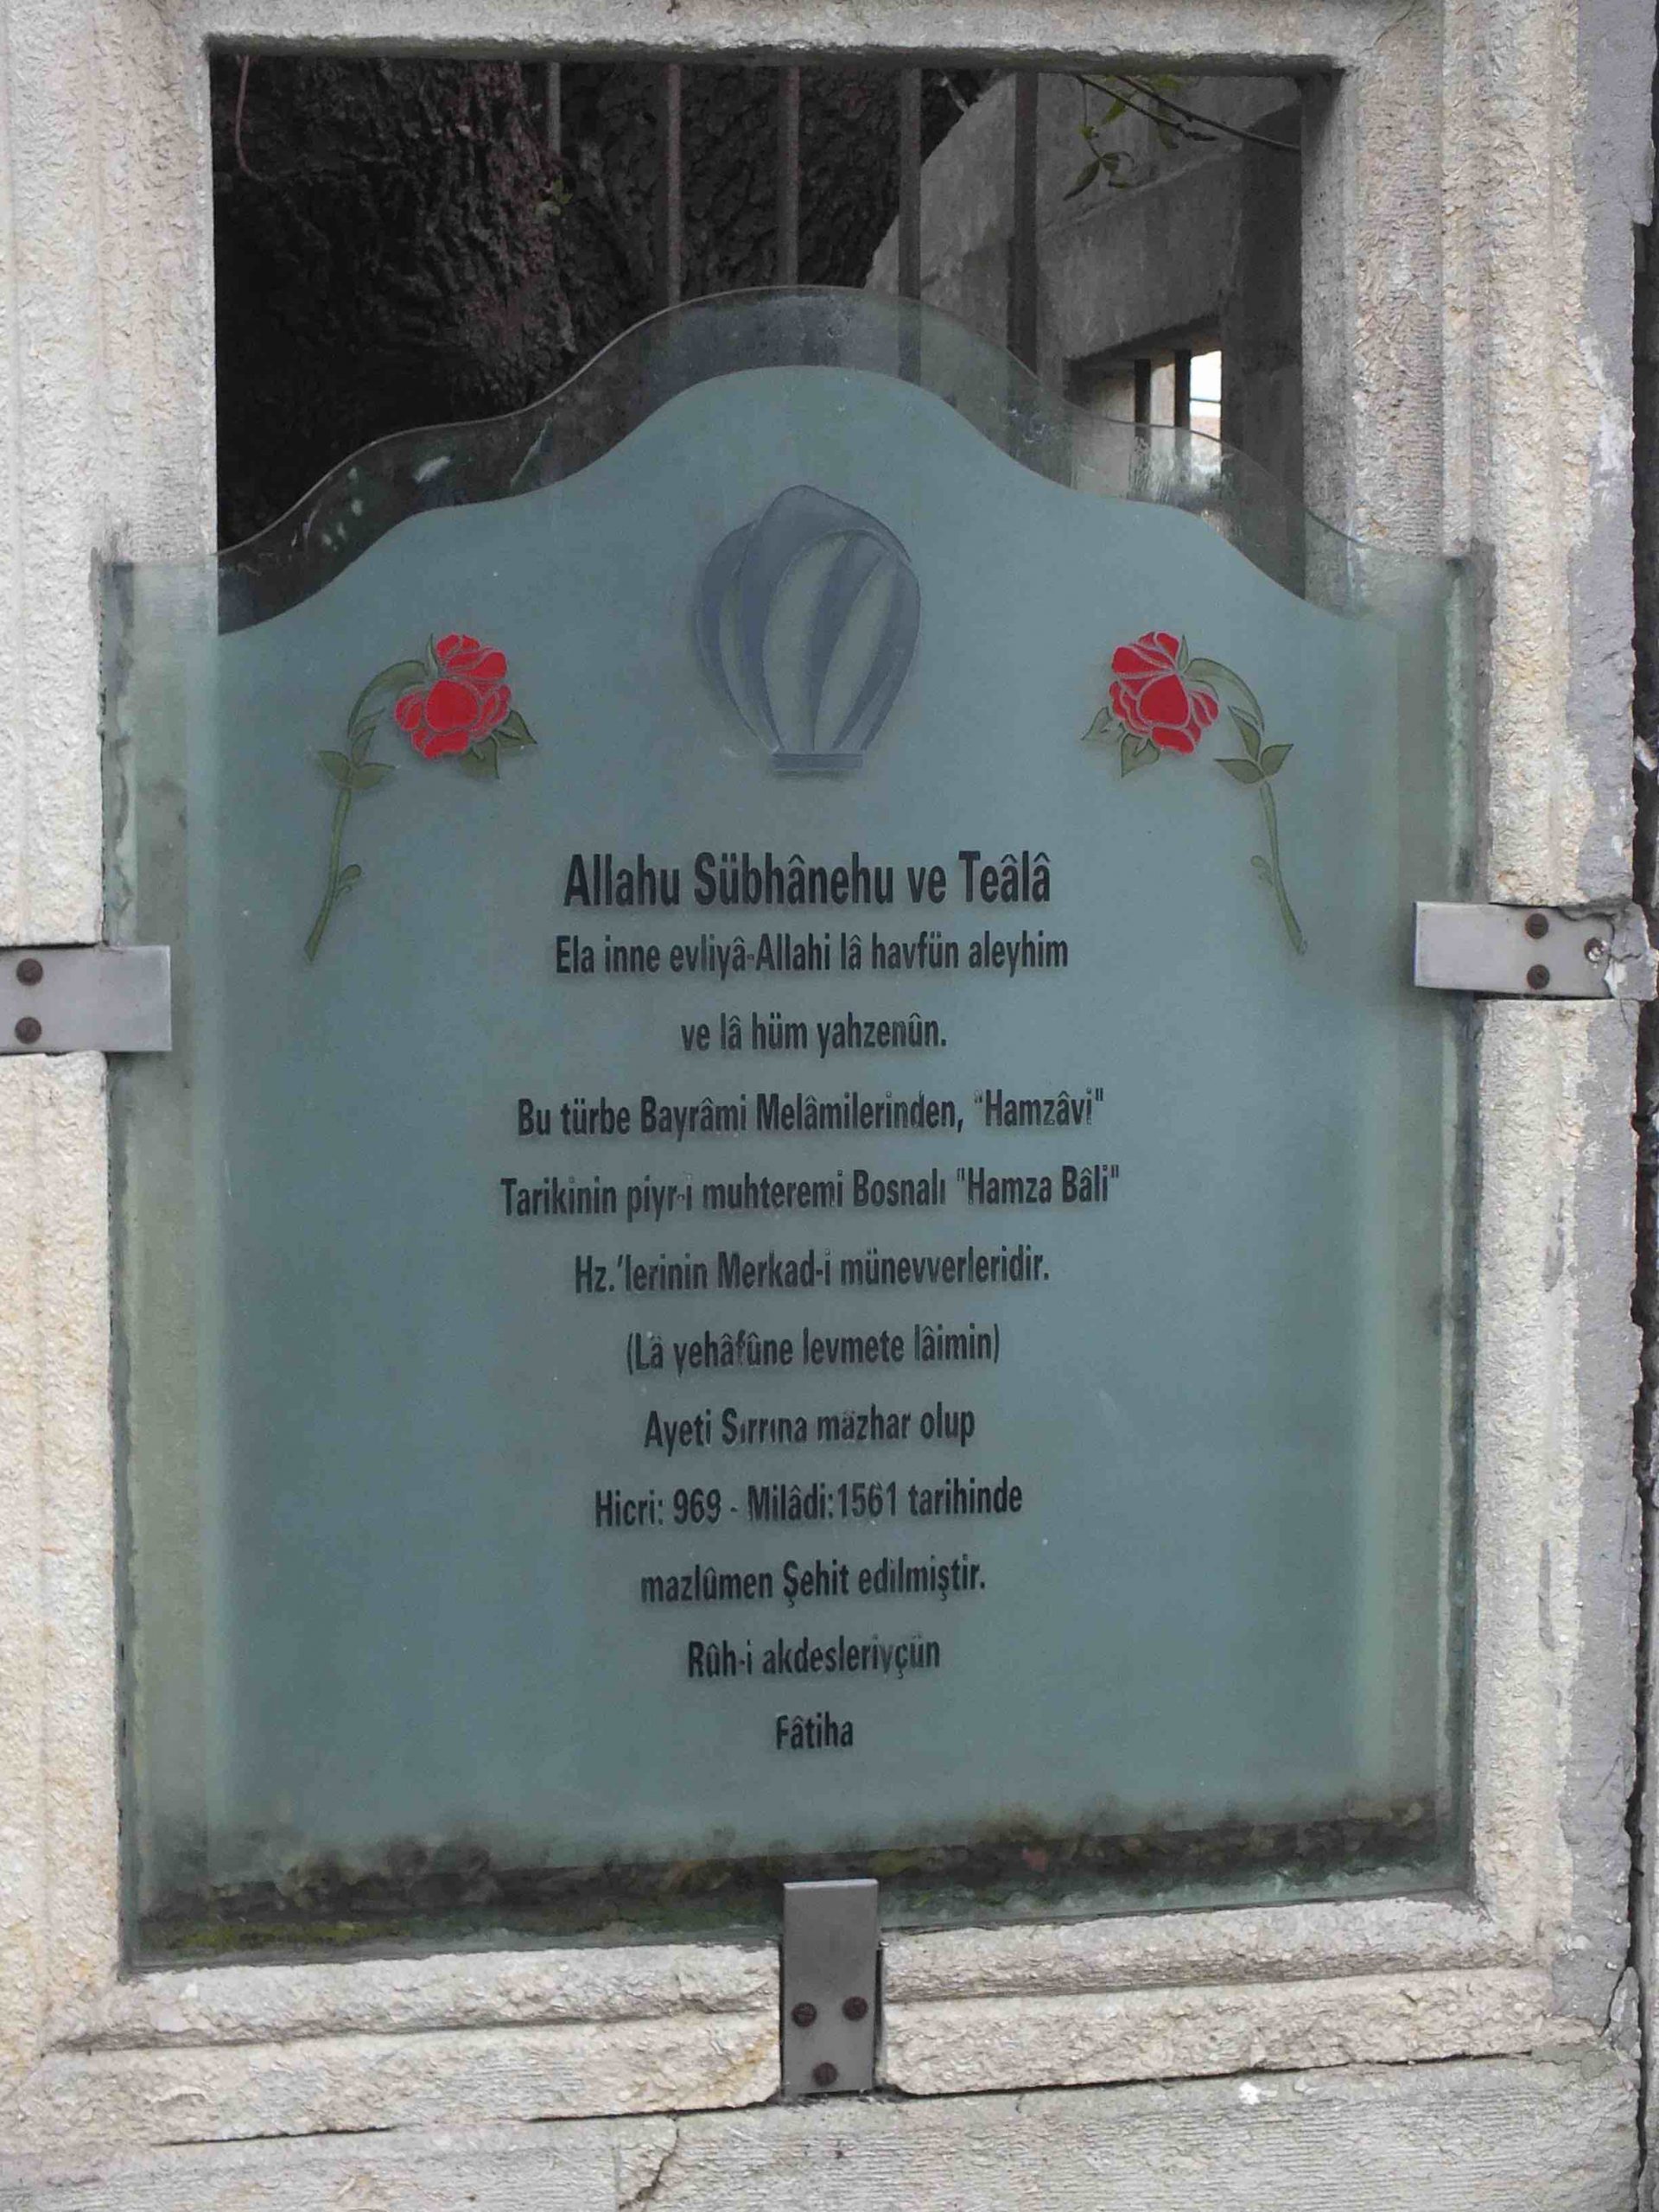 Allahu Sübhânehu ve Teâlâ
Ela inne evliyâ-Allahi lâ havfün aleyhim
ve lâ hüm yahzenûn.
Bu türbe Bayrâmi Melâmilerinden, "Hamzâvi"
Tarikinin piyr-i muhteremi Bosnalı "Hamza Bâli"
Hz.'lerinin Merkad-i münevverleridir.
(Lâ yehâfûne levmete lâimin)
Ayeti Sırrına mazhar olup
Hicri: 969 - Milâdi:1561 tarihinde
mazlûmen Şehit edilmiştir.
Rûh-i akdesleriyçün
Fâtiha